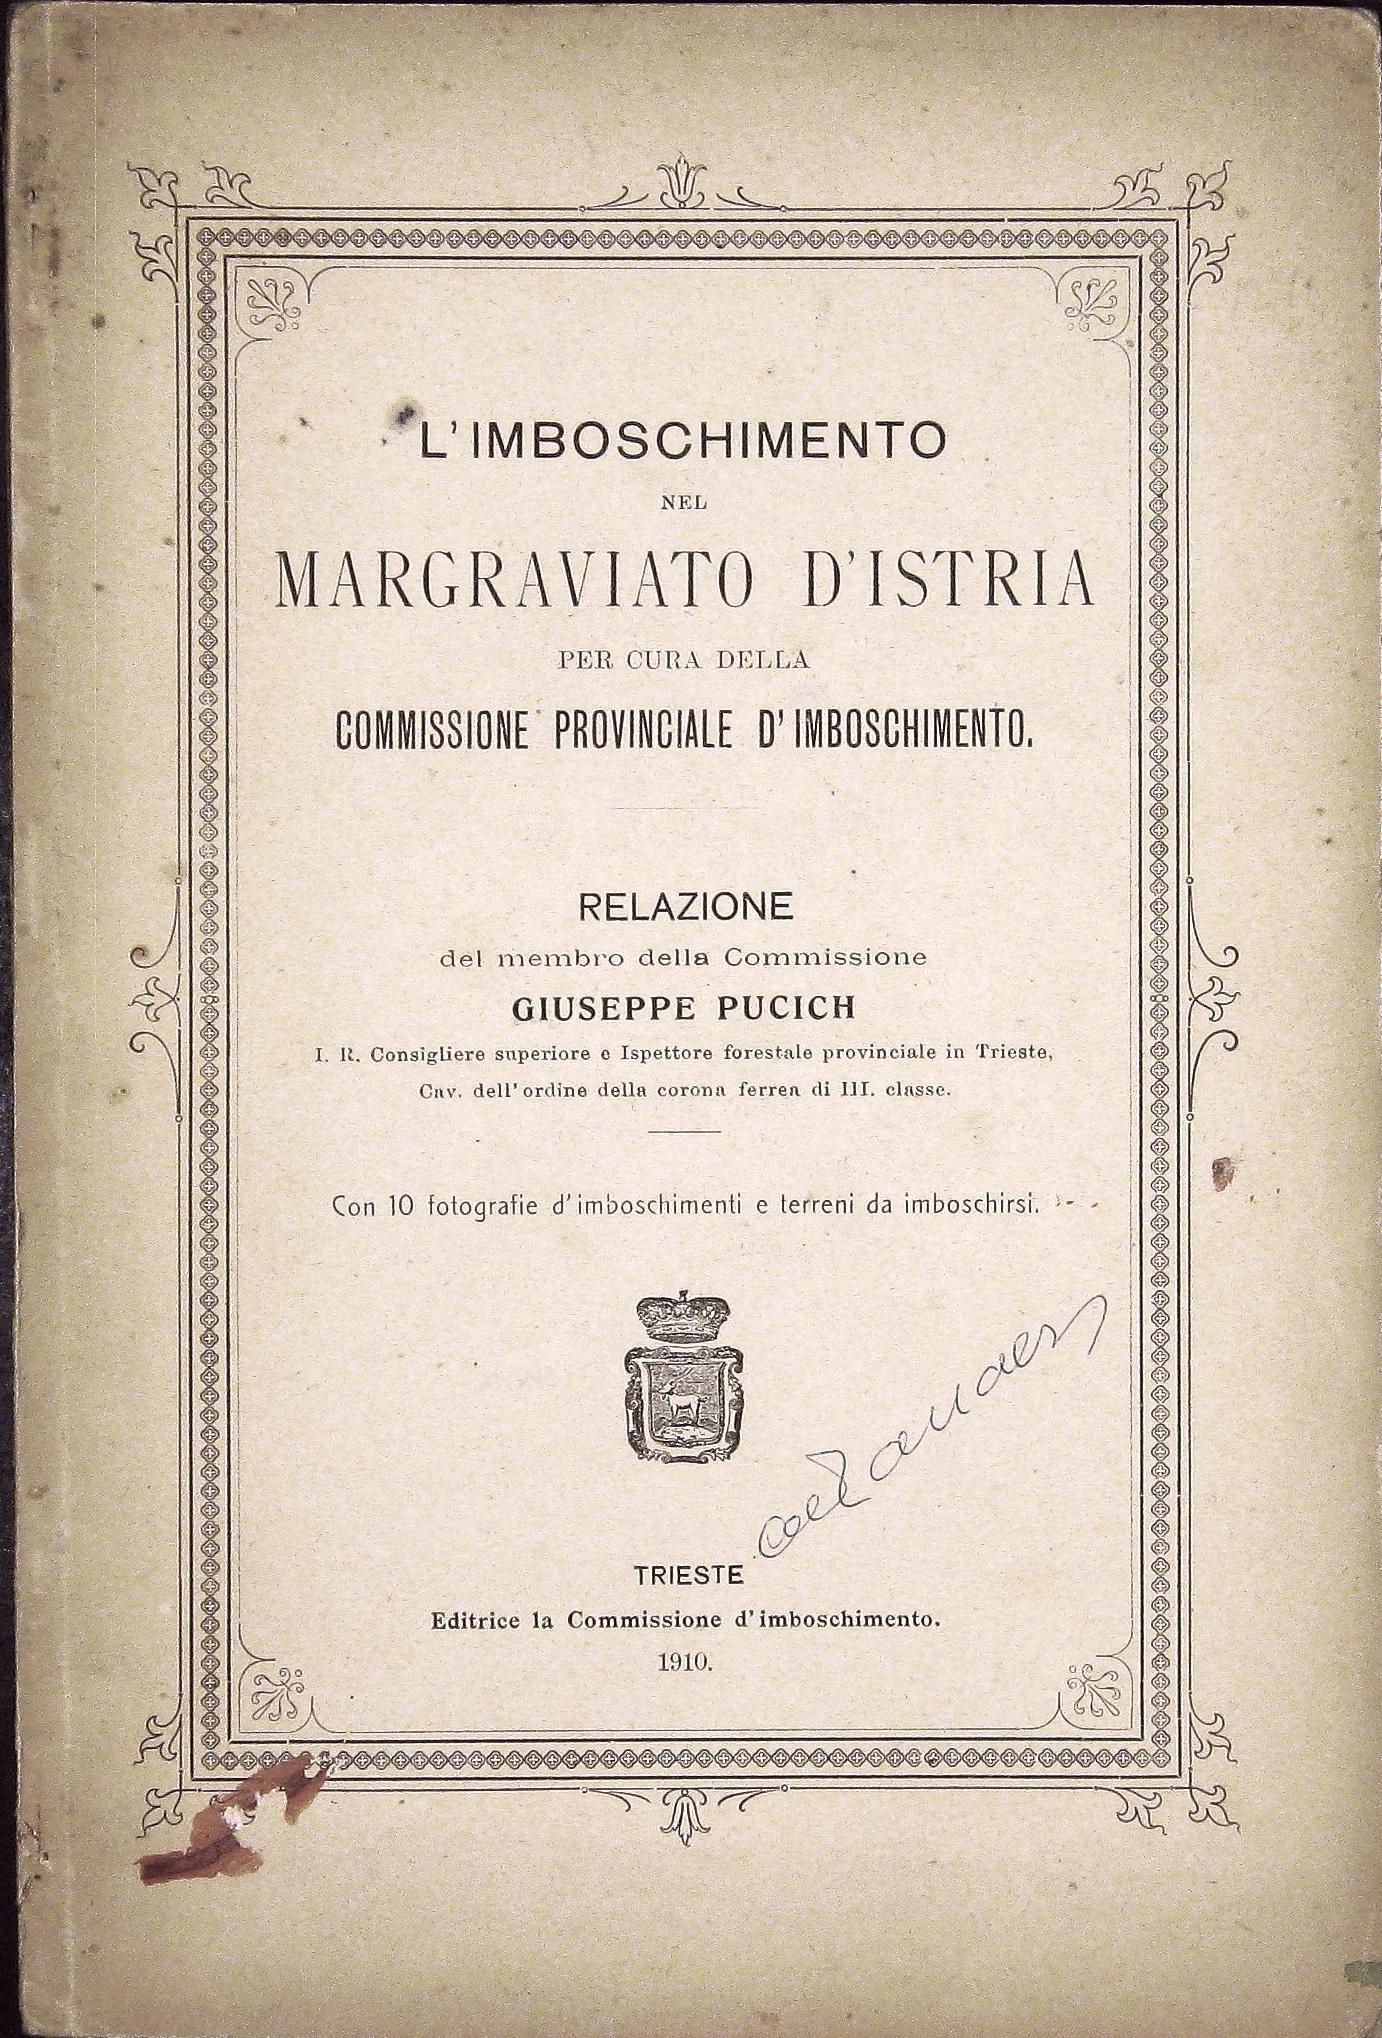 L'IMBOSCHIMENTO
NEL
MARGRAVIATO D'ISTRIA
PER CURA DELLA
COMMISSIONE PROVINCIALE D'IMBOSCHIMENTO.
RELAZIONE
del membro della Commissione
GIUSEPPE PUCICH
I. R. Consigliere superiore e Ispettore forestale provinciale in Trieste,
Cav. dell'ordine della corona ferrea di III. classe.
Con 10 fotografie d'imboschimenti e terreni da imboschirsi.
TRIESTE
Editrice la Commissione d'imboschimento.
1910.